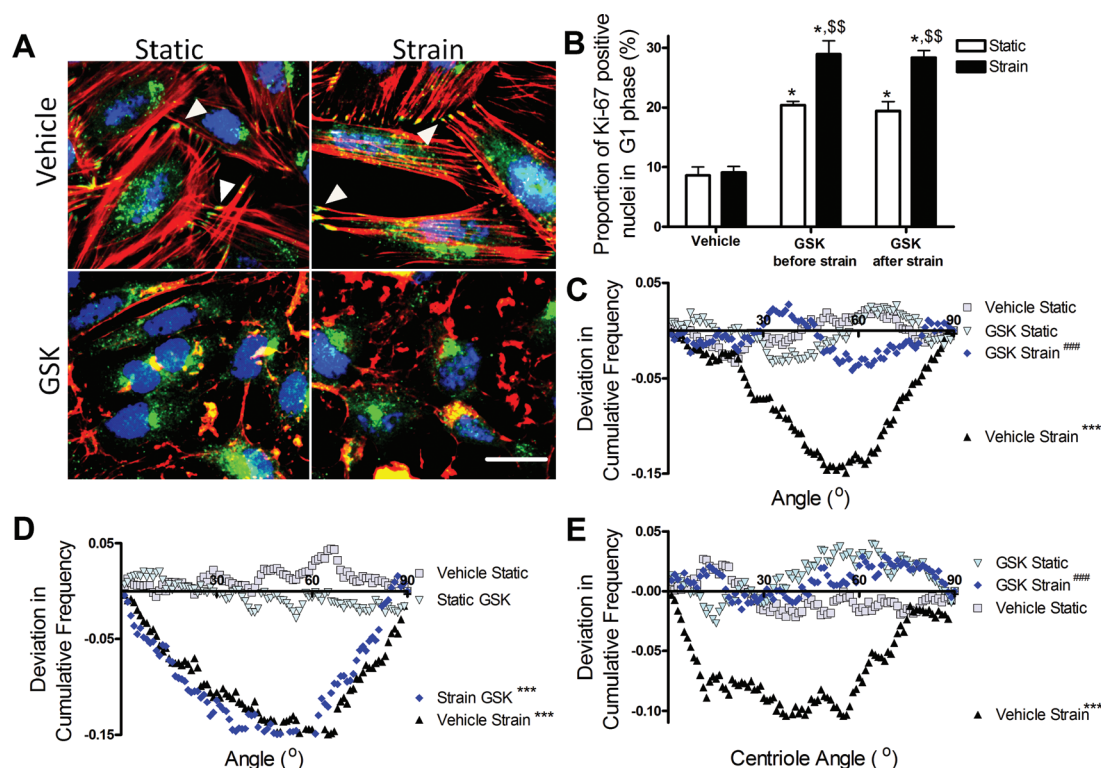 A
Static
Strain
Vehicle
GSK
B
Proportion of Ki-67 positive
nuclei in G1 phase (%)
30
20
10
0
*
*,$$
*
*,$$
Static
Strain
Vehicle
GSK
before strain
GSK
after strain
C
Deviation in
Cumulative Frequency
0.05
-0.05
-0.15
30
60
90
Vehicle Static
GSK Static
GSK Strain ###
Vehicle Strain ***
Angle (o)
D
Deviation in
Cumulative Frequency
0.05
-0.05
-0.15
30
60
90
Vehicle Static
Static GSK
Strain GSK ***
Vehicle Strain ***
Angle (o)
E
Deviation in
Cumulative Frequency
0.05
-0.00
-0.05
-0.10
30
60
90
GSK Static
GSK Strain ###
Vehicle Static
Vehicle Strain ***
Centriole Angle (o)